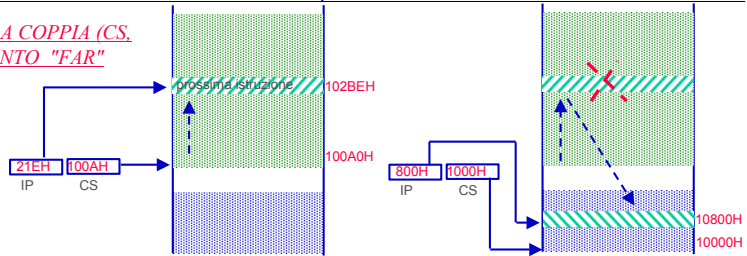 A COPPIA (CS,
NTO "FAR"
prossima istruzione
102BEH
100A0H
21EH 100AH
IP CS
800H 1000H
IP CS
10800H
10000H